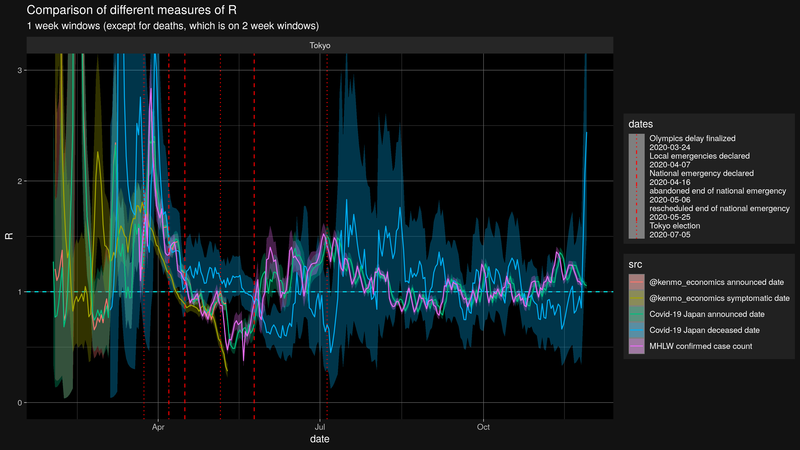 Comparison of different measures of R
1 week windows (except for deaths, which is on 2 week windows)
Tokyo
3
2
1
0
R
Apr
Jul
Oct
date
dates
Olympics delay finalized
2020-03-24
Local emergencies declared
2020-04-07
National emergency declared
2020-04-16
abandoned end of national emergency
2020-05-06
rescheduled end of national emergency
2020-05-25
Tokyo election
2020-07-05
src
@kenmo_economics announced date
@kenmo_economics symptomatic date
Covid-19 Japan announced date
Covid-19 Japan deceased date
MHLW confirmed case count